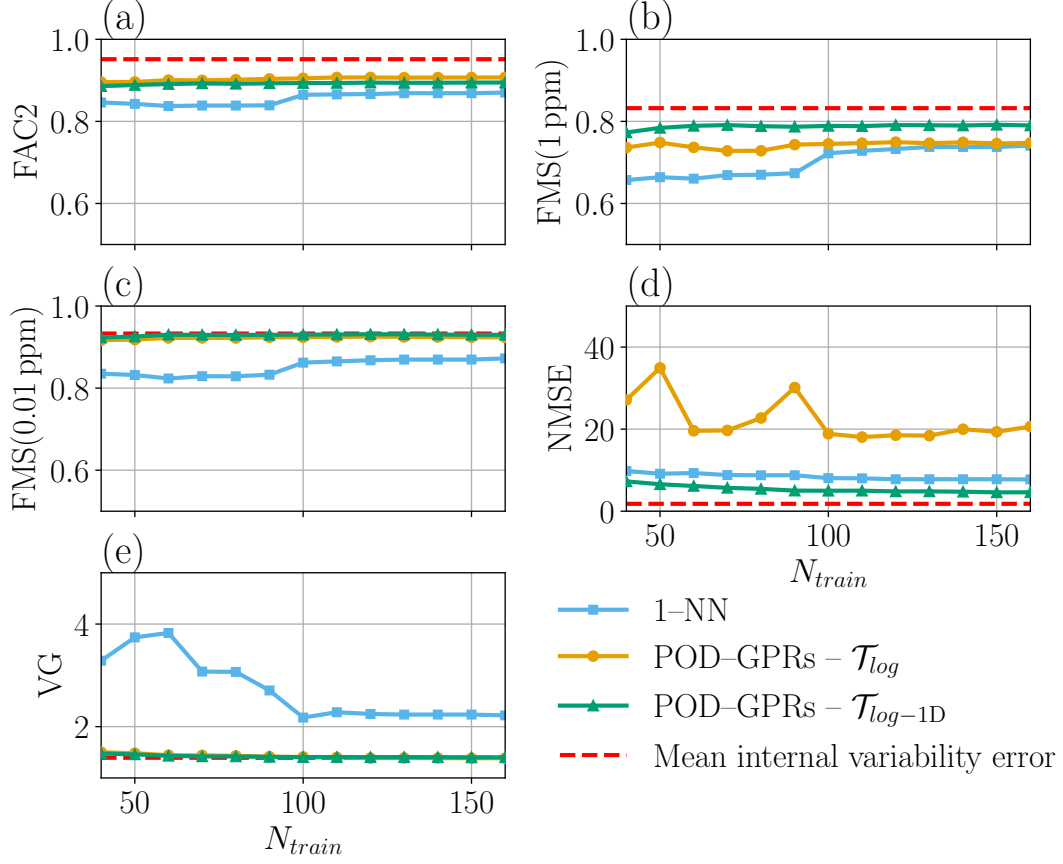 (a)
1.0
0.8
0.6
FAC2
(b)
1.0
0.8
0.6
FMS(1 ppm)
(c)
1.0
0.8
0.6
FMS(0.01 ppm)
(d)
40
20
0
NMSE
50
100
150
N_train
(e)
4
2
VG
50
100
150
N_train
1–NN
POD–GPRs – 𝒯_log
POD–GPRs – 𝒯_log−1D
Mean internal variability error